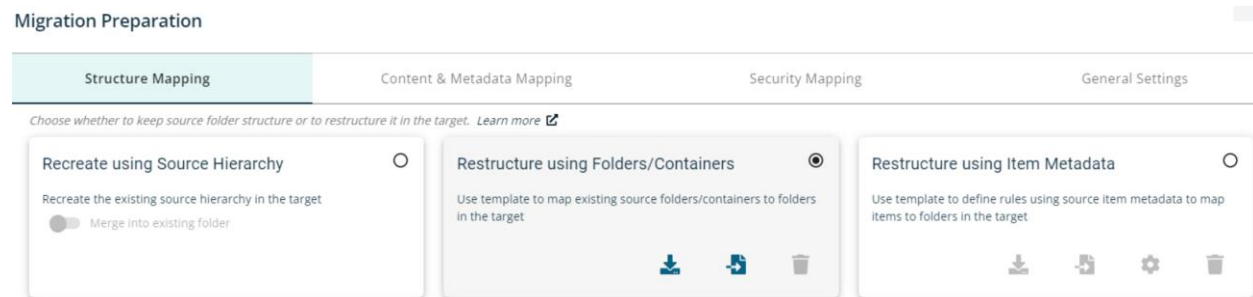 Migration Preparation
Structure Mapping
Content & Metadata Mapping
Security Mapping
General Settings
Choose whether to keep source folder structure or to restructure it in the target. Learn more
Recreate using Source Hierarchy
Recreate the existing source hierarchy in the target
Merge into existing folder
Restructure using Folders/Containers
Use template to map existing source folders/containers to folders
in the target
Restructure using Item Metadata
Use template to define rules using source item metadata to map
items to folders in the target